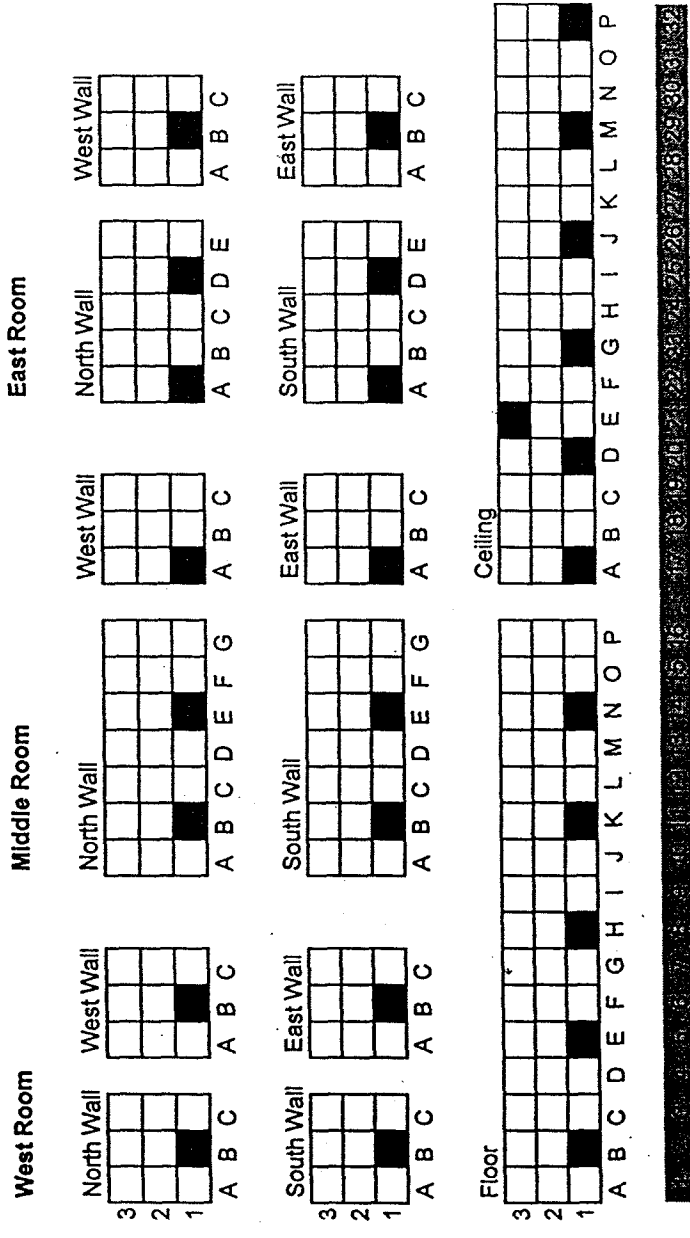 West Room Middle Room East Room
North Wall West Wall North Wall West Wall North Wall West Wall
3
2
1
A B C A B C A B C D E F G A B C A B C D E A B C
South Wall East Wall South Wall East Wall South Wall East Wall
3
2
1
A B C A B C A B C D E F G A B C A B C D E A B C
Floor Ceiling
3
2
1
A B C D E F G H I J K L M N O P A B C D E F G H I J K L M N O P